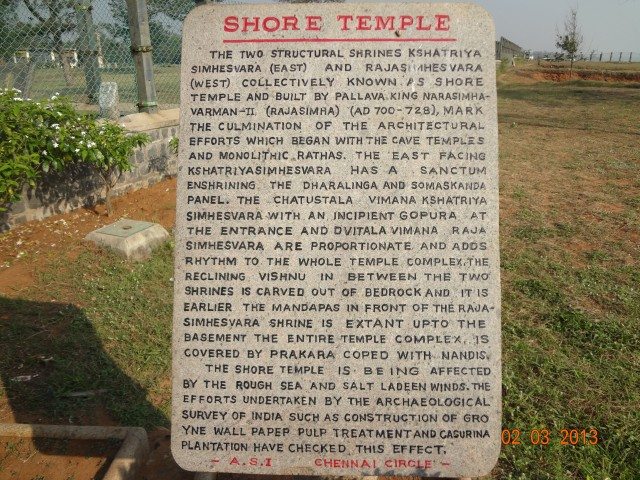 SHORE TEMPLE
THE TWO STRUCTURAL SHRINES KSHATRIYA
SIMHESVARA (EAST) AND RAJASIMHESVARA
(WEST) COLLECTIVELY KNOWN AS SHORE
TEMPLE AND BUILT BY PALLAVA KING NARASIMHA-
VARMAN-II (RAJASIMHA) (AD 700-728), MARK
THE CULMINATION OF THE ARCHITECTURAL
EFFORTS WHICH BEGAN WITH THE CAVE TEMPLES
AND MONOLITHIC RATHAS. THE EAST FACING
KSHATRIYASIMHESVARA HAS A SANCTUM
ENSHRINING THE DHARALINGA AND SOMASKANDA
PANEL. THE CHATUSTALA VIMANA KSHATRIYA
SIMHESVARA WITH AN INCIPENT GOPURA AT
THE ENTRANCE AND DVITALA VIMANA RAJA
SIMHESVARA ARE PROPORTIONATE AND ADDS
RHYTHM TO THE WHOLE TEMPLE COMPLEX. THE
RECLINING VISHNU IN BETWEEN THE TWO
SHRINES IS CARVED OUT OF BEDROCK AND IT IS
EARLIER THE MANDAPAS IN FRONT OF THE RAJA-
SIMHESVARA SHRINE IS EXTANT UPTO THE
BASEMENT THE ENTIRE TEMPLE COMPLEX IS
COVERED BY PRAKARA COPED WITH NANDIS.
THE SHORE TEMPLE IS BEING AFFECTED
BY THE ROUGH SEA AND SALT LADEEN WINDS. THE
EFFORTS UNDERTAKEN BY THE ARCHAEOLOGICAL
SURVEY OF INDIA SUCH AS CONSTRUCTION OF GRO
YNE WALL PAPEP PULP TREATMENT AND CASURINA
PLANTATION HAVE CHECKED THIS EFFECT.
- A.S.I CHENNAI CIRCLE -
02 03 2013